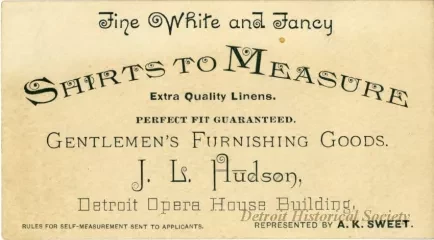 Fine White and Fancy
SHIRTS TO MEASURE
Extra Quality Linens.
PERFECT FIT GUARANTEED.
GENTLEMEN'S FURNISHING GOODS.
J. L. Hudson,
Detroit Opera House Building,
Detroit Historical Society
RULES FOR SELF-MEASUREMENT SENT TO APPLICANTS. REPRESENTED BY A. K. SWEET.